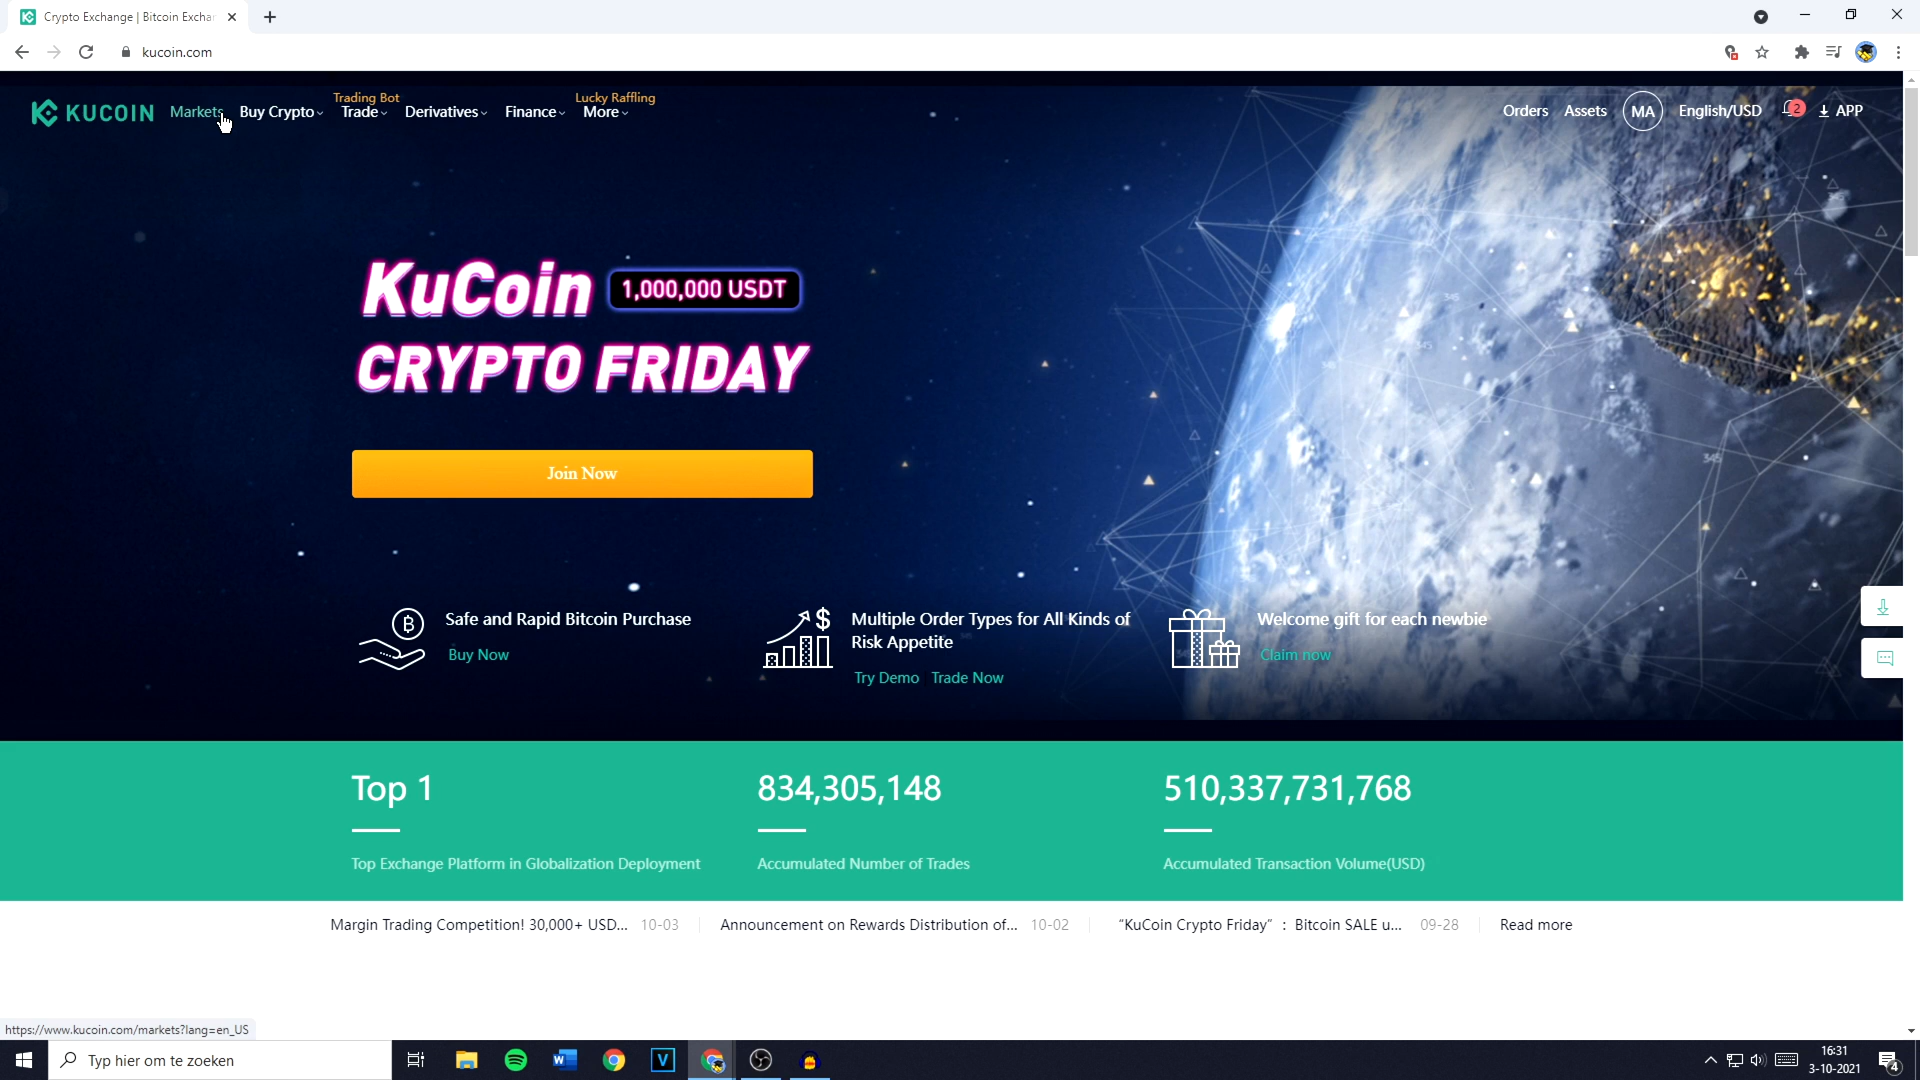 Crypto Exchange | Bitcoin Exchan
kucoin.com
Trading Bot
Lucky Raffling
KUCOIN Markets Buy Crypto Trade Derivatives Finance More
Orders Assets MA English/USD 2 APP
KuCoin 1,000,000 USDT
CRYPTO FRIDAY
Join Now
Safe and Rapid Bitcoin Purchase
Buy Now
Multiple Order Types for All Kinds of
Risk Appetite
Try Demo Trade Now
Welcome gift for each newbie
Claim now
Top 1
Top Exchange Platform in Globalization Deployment
834,305,148
Accumulated Number of Trades
510,337,731,768
Accumulated Transaction Volume(USD)
Margin Trading Competition! 30,000+ USD... 10-03
Announcement on Rewards Distribution of... 10-02
“KuCoin Crypto Friday” : Bitcoin SALE u... 09-28
Read more
https://www.kucoin.com/markets?lang=en_US
Typ hier om te zoeken
16:31
3-10-2021
4